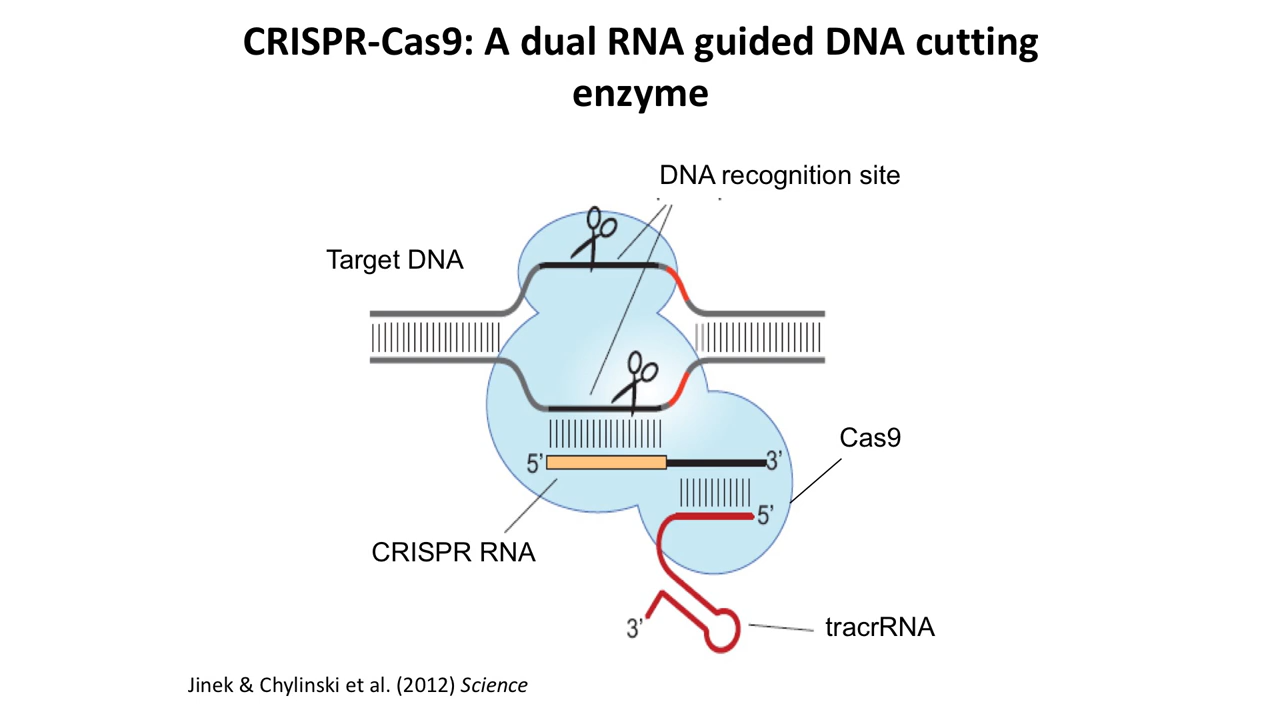 CRISPR-Cas9: A dual RNA guided DNA cutting
enzyme
DNA recognition site
Target DNA
Cas9
5’
3’
5’
CRISPR RNA
3’
tracrRNA
Jinek & Chylinski et al. (2012) Science